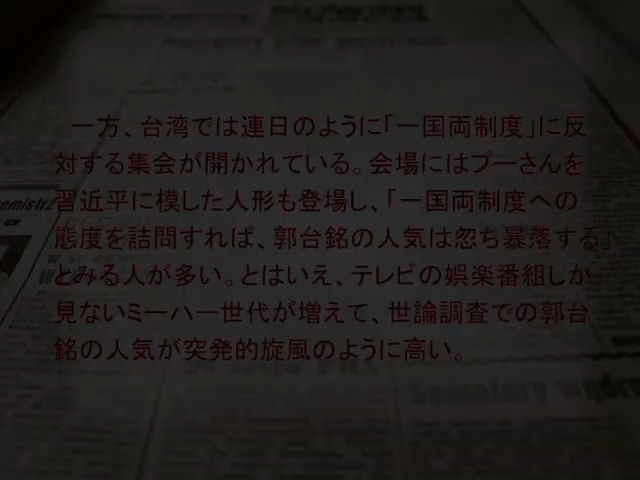 一方、台湾では連日のように「一国両制度」に反
対する集会が開かれている。会場にはプーさんを
習近平に模した人形も登場し、「一国両制度への
態度を詰問すれば、郭台銘の人気は忽ち暴落する」
とみる人が多い。とはいえ、テレビの娯楽番組しか
見ないミーハー世代が増えて、世論調査での郭台
銘の人気が突発的旋風のように高い。